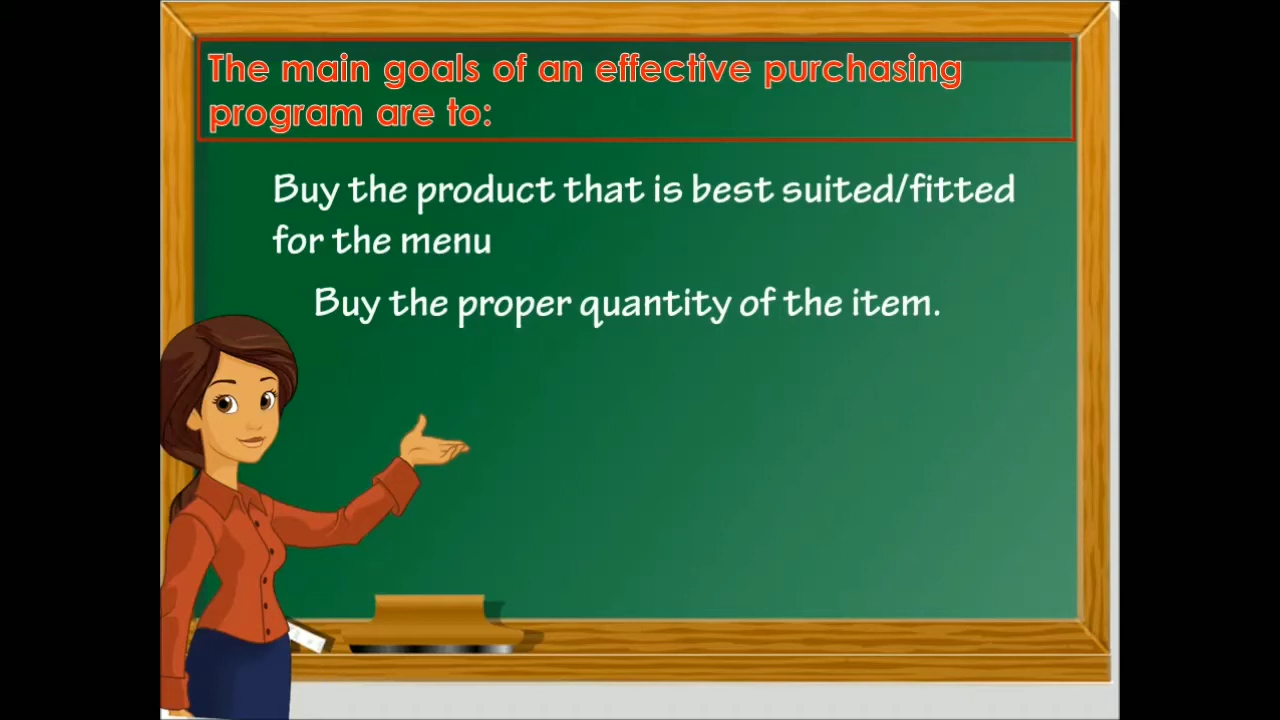 The main goals of an effective purchasing
program are to:
Buy the product that is best suited/fitted
for the menu
Buy the proper quantity of the item.